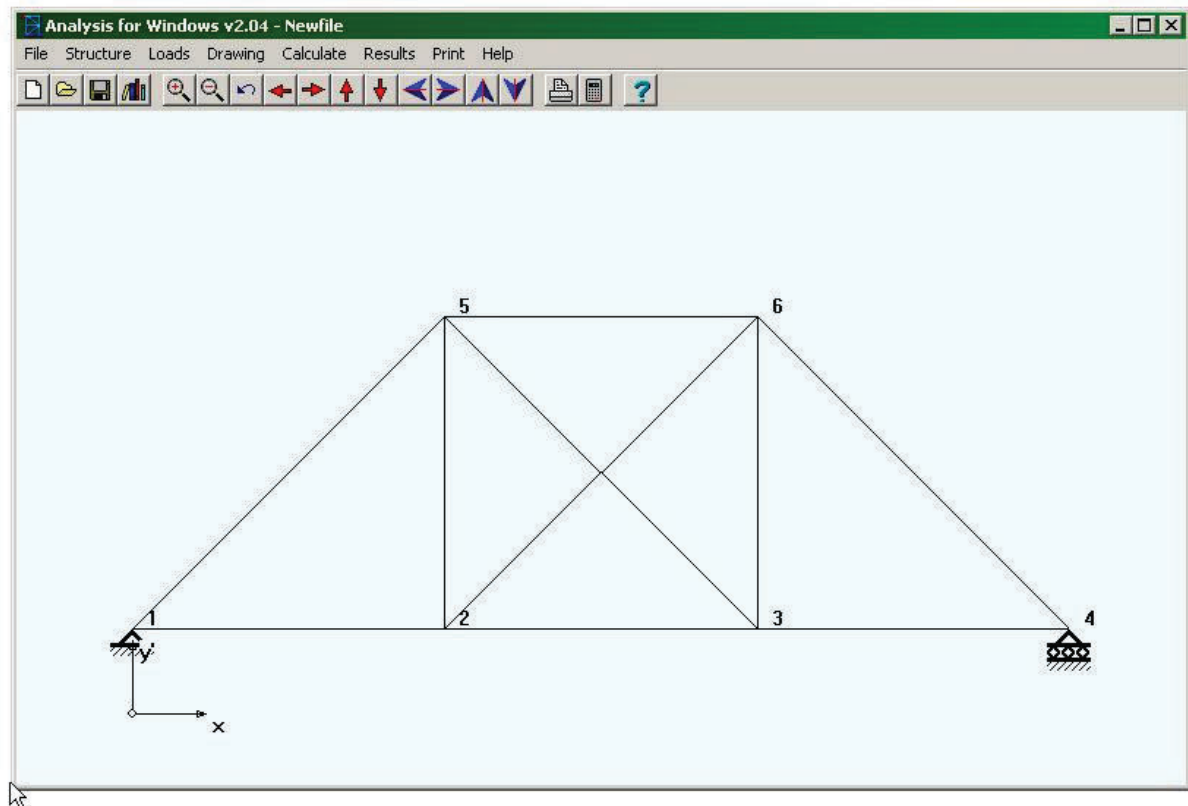 Analysis for Windows v2.04 - Newfile
File Structure Loads Drawing Calculate Results Print Help
?
5 6
1 2 3 4
y
x